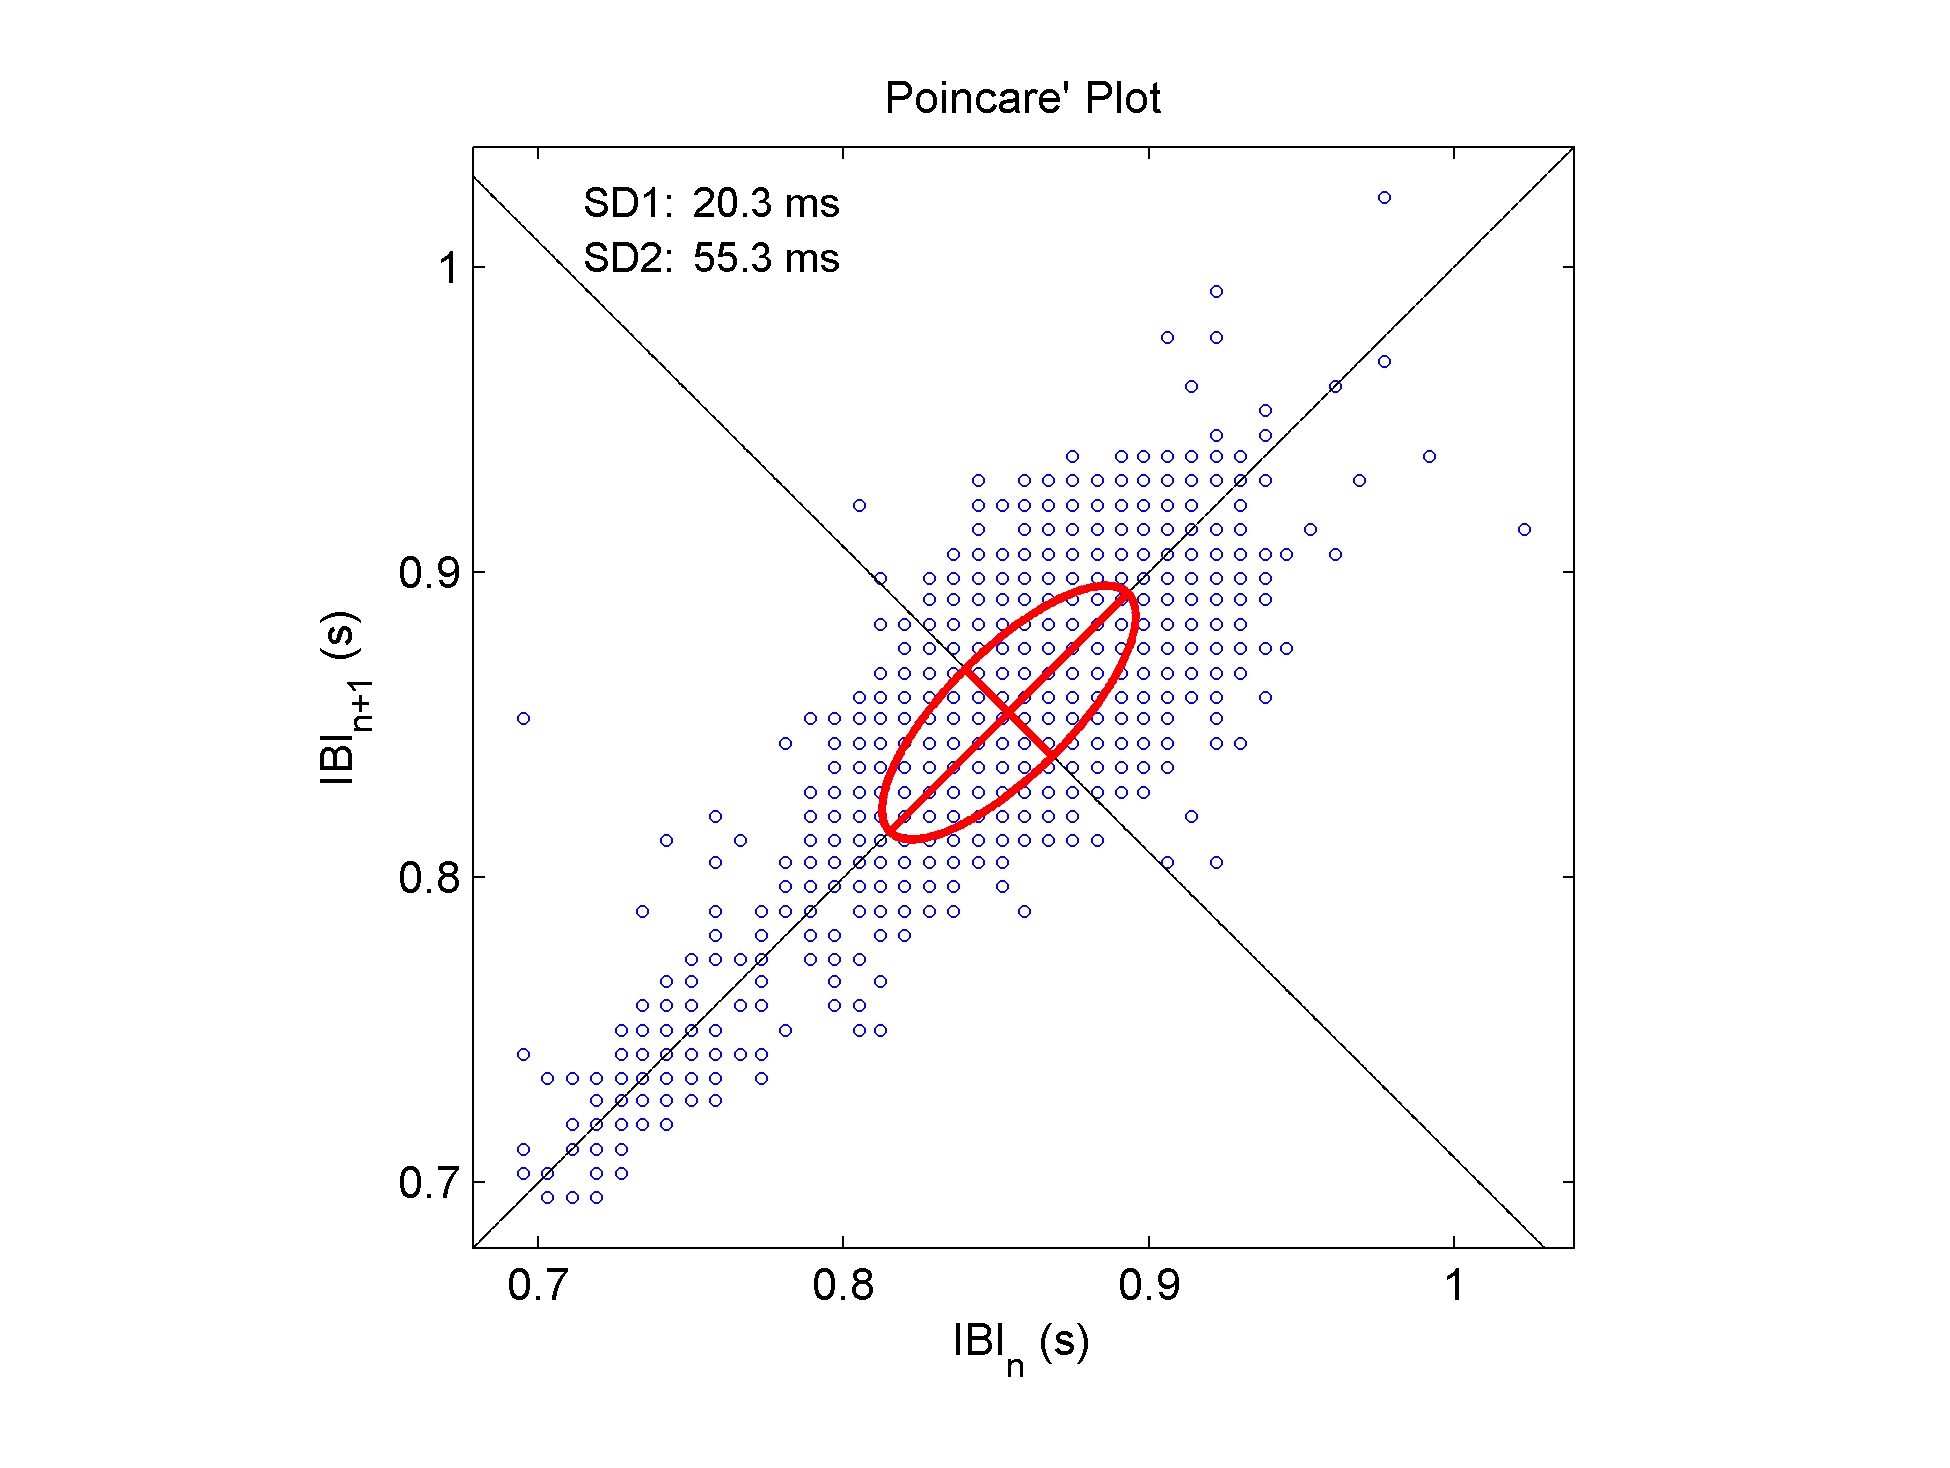 Poincare' Plot
SD1: 20.3 ms
SD2: 55.3 ms
1
0.9
0.8
0.7
IBIn+1 (s)
0.7 0.8 0.9 1
IBIn (s)